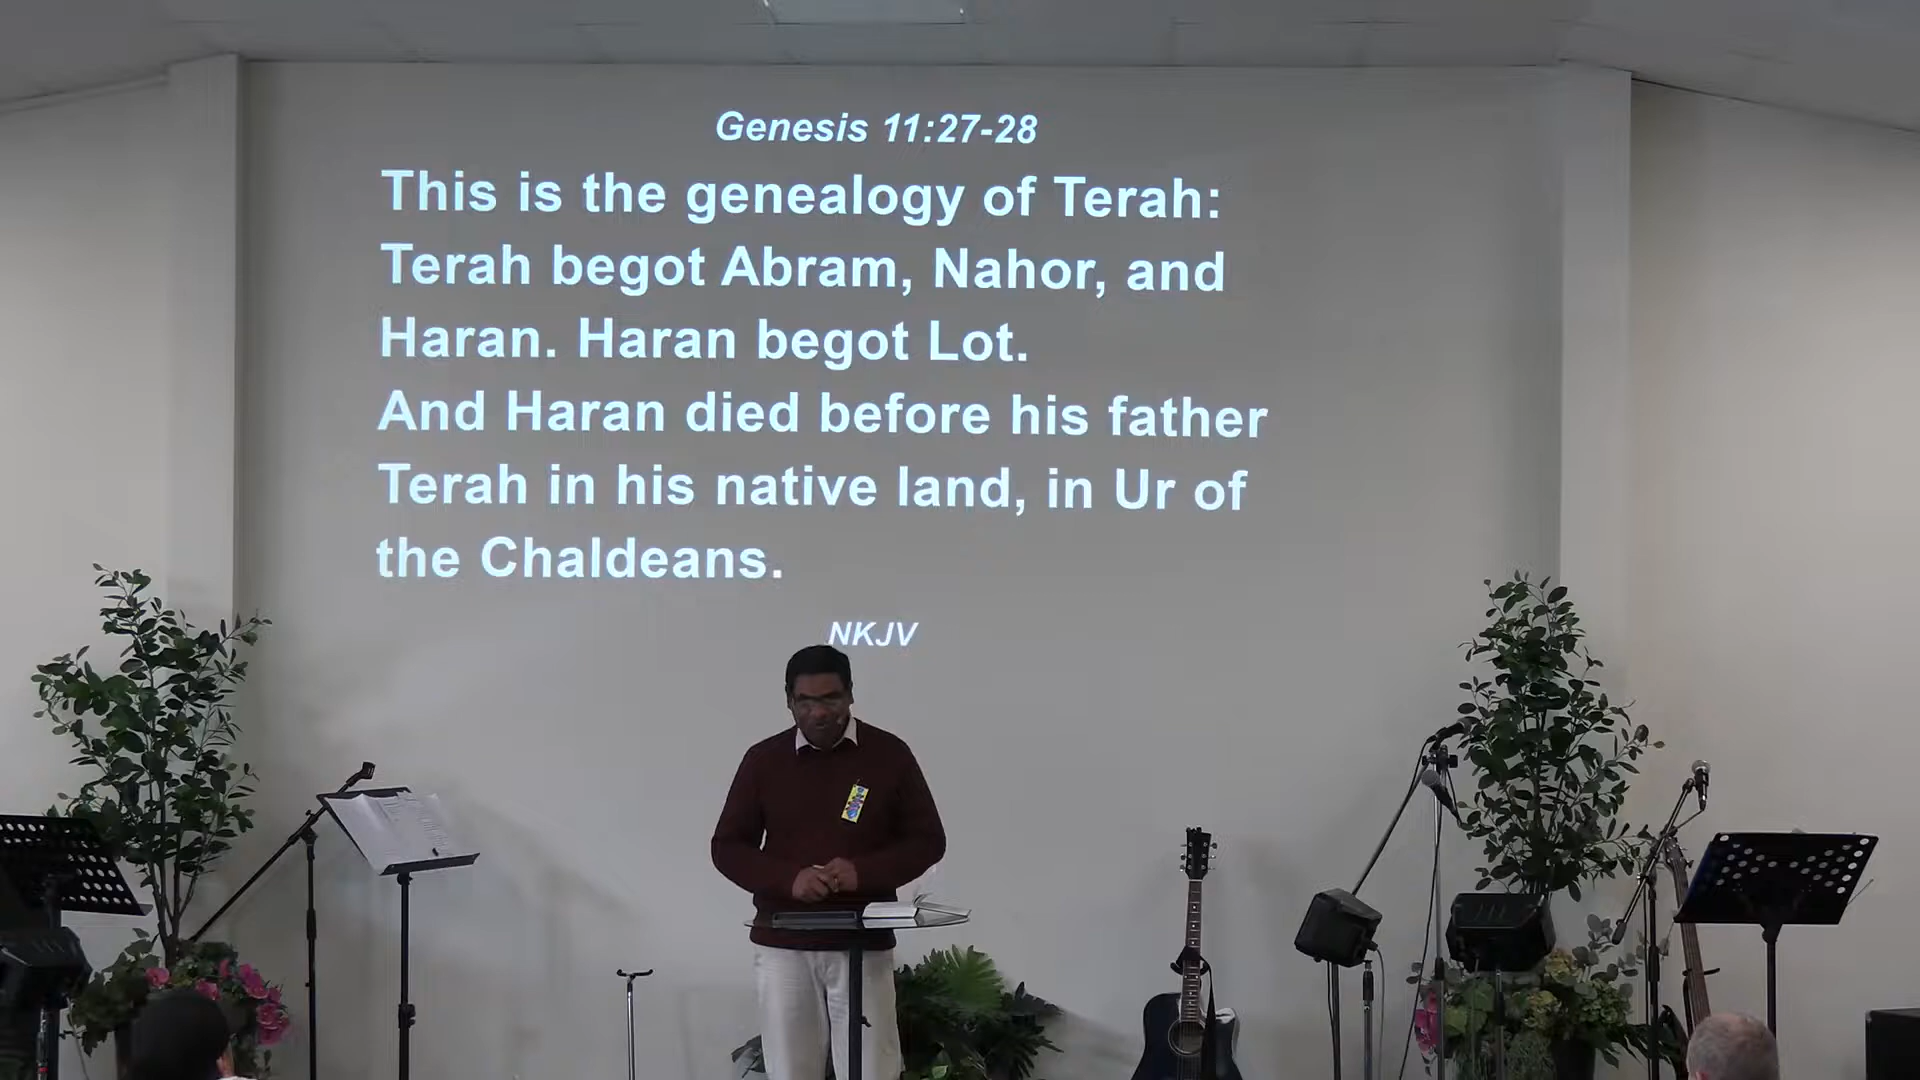 Genesis 11:27-28
This is the genealogy of Terah:
Terah begot Abram, Nahor, and
Haran. Haran begot Lot.
And Haran died before his father
Terah in his native land, in Ur of
the Chaldeans.
NKJV